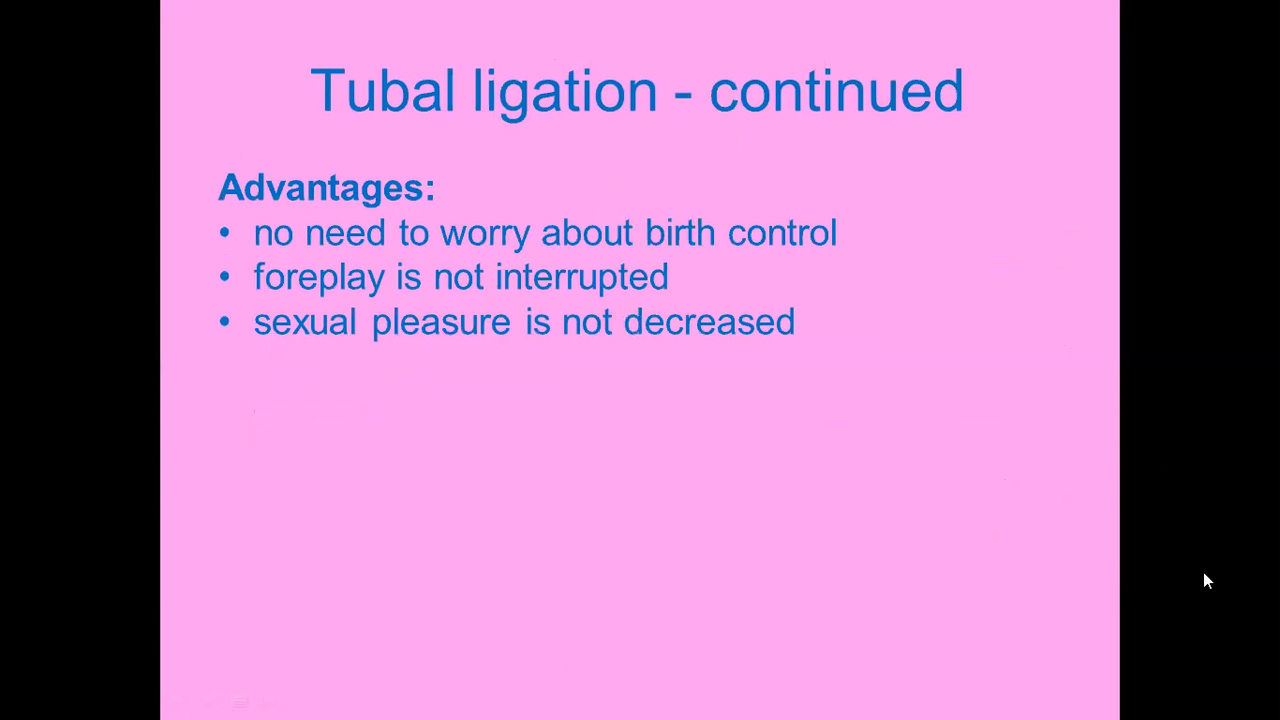 Tubal ligation - continued
Advantages:
• no need to worry about birth control
• foreplay is not interrupted
• sexual pleasure is not decreased